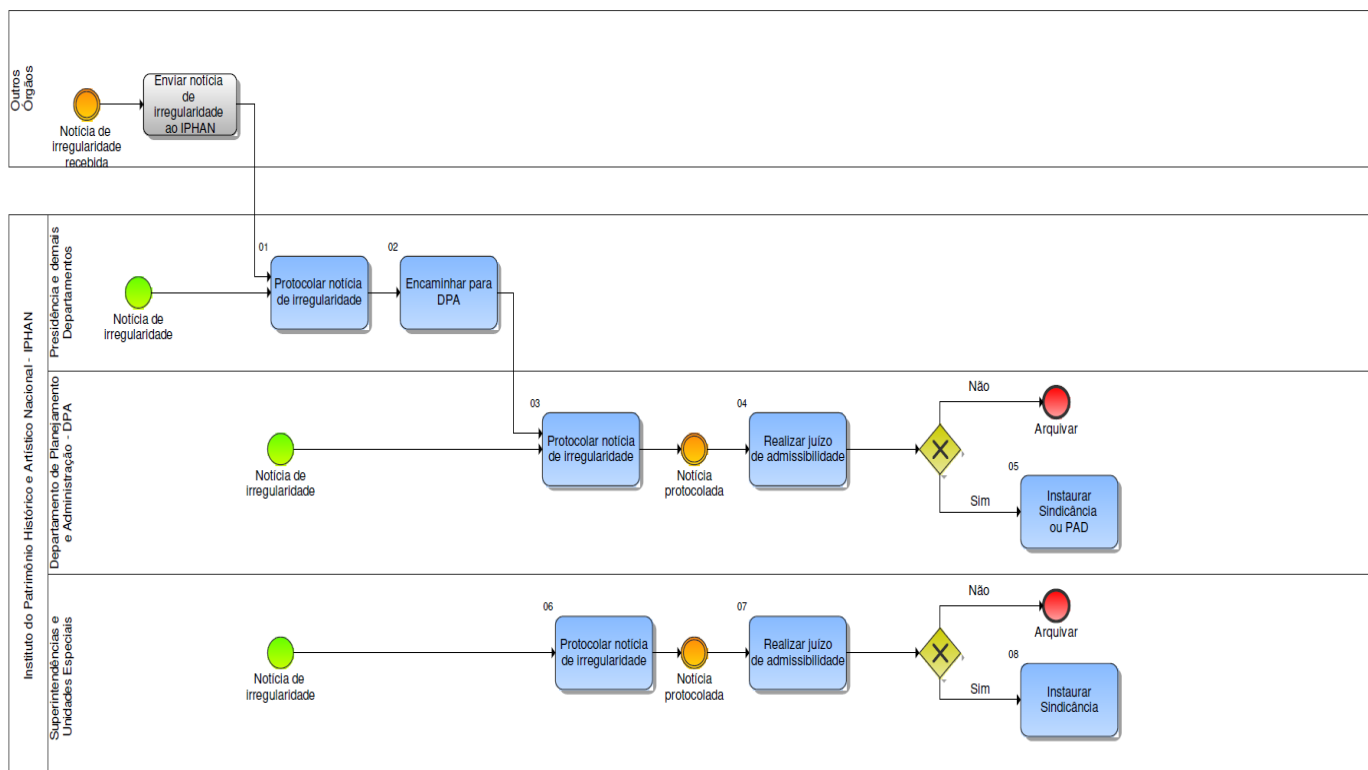 Outros
Órgãos
Notícia de
irregularidade
recebida
Enviar notícia
de
irregularidade
ao IPHAN
Instituto do Patrimônio Histórico e Artístico Nacional - IPHAN
Presidência e demais
Departamentos
Notícia de
irregularidade
01
Protocolar notícia
de irregularidade
02
Encaminhar para
DPA
Departamento de Planejamento
e Administração - DPA
Notícia de
irregularidade
03
Protocolar notícia
de irregularidade
Notícia
protocolada
04
Realizar juízo
de admissibilidade
Não
Arquivar
Sim
05
Instaurar
Sindicância
ou PAD
Superintendências e
Unidades Especiais
Notícia de
irregularidade
06
Protocolar notícia
de irregularidade
Notícia
protocolada
07
Realizar juízo
de admissibilidade
Não
Arquivar
Sim
08
Instaurar
Sindicância